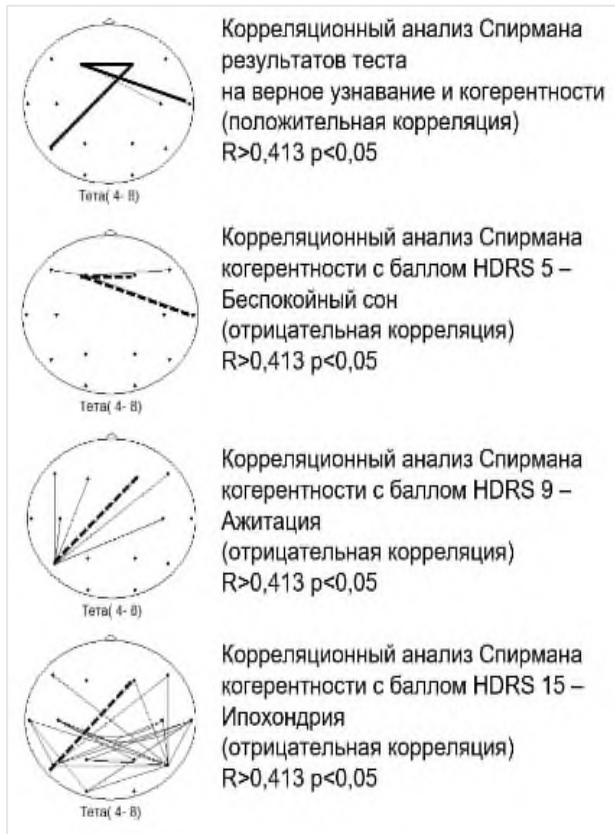 Корреляционный анализ Спирмана
результатов теста
на верное узнавание и когерентности
(положительная корреляция)
R>0,413 p<0,05
Тета( 4- 8)
Корреляционный анализ Спирмана
когерентности с баллом HDRS 5 –
Беспокойный сон
(отрицательная корреляция)
R>0,413 p<0,05
Тета( 4- 8)
Корреляционный анализ Спирмана
когерентности с баллом HDRS 9 –
Ажитация
(отрицательная корреляция)
R>0,413 p<0,05
Тета( 4- 8)
Корреляционный анализ Спирмана
когерентности с баллом HDRS 15 –
Ипохондрия
(отрицательная корреляция)
R>0,413 p<0,05
Тета( 4- 8)